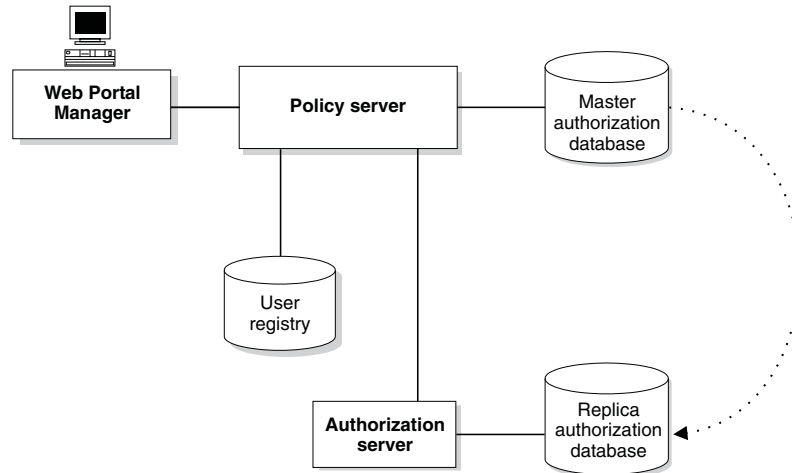 Web Portal
Manager
Policy server
Master
authorization
database
User
registry
Authorization
server
Replica
authorization
database